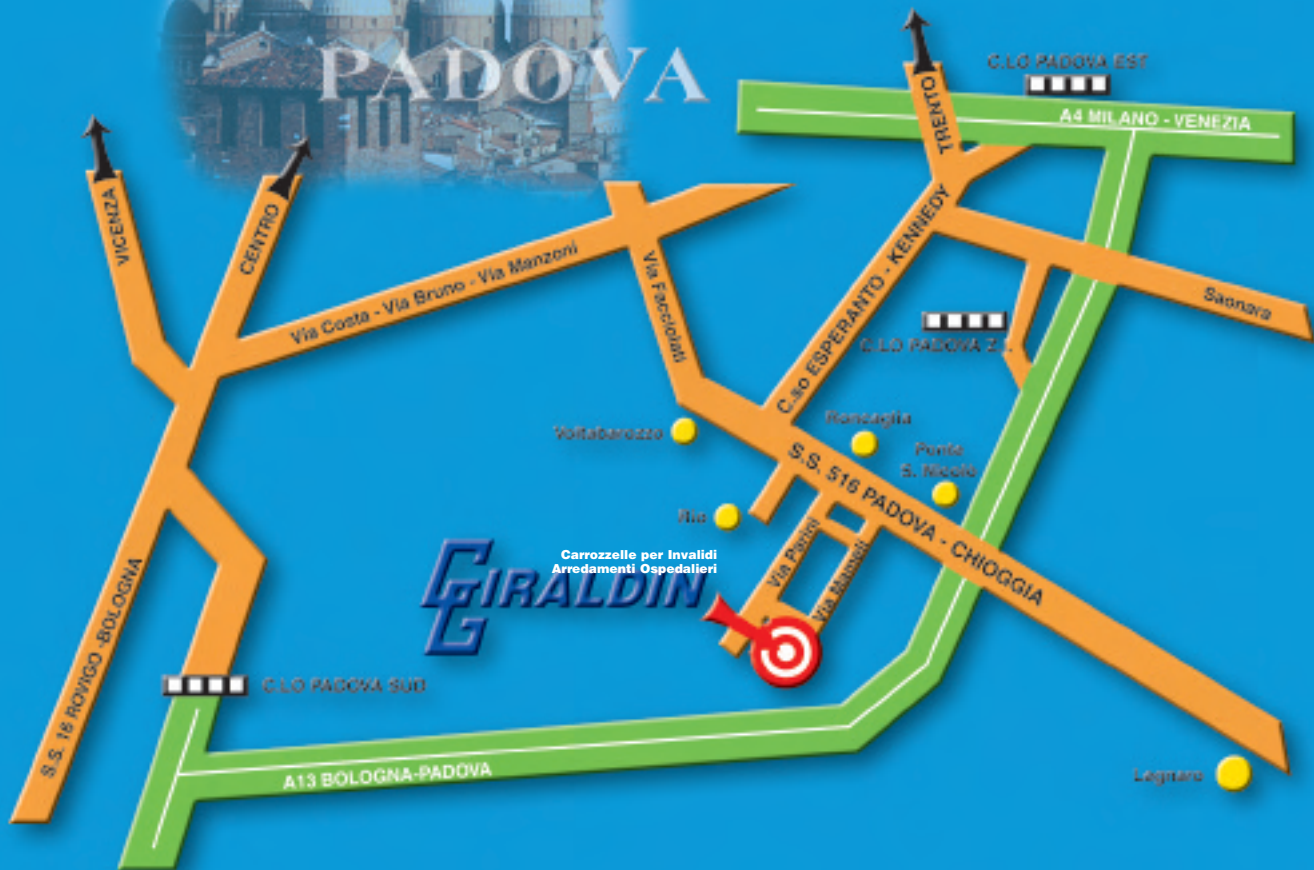 PADOVA
C.LO PADOVA EST
TRENTO
A4 MILANO - VENEZIA
VICENZA
CENTRO
Via Costa - Via Bruno - Via Manzoni
Via Facciolati
C.so ESPERANTO - KENNEDY
Saonara
C.LO PADOVA Z.I.
Voltabarozzo
Roncaglia
Ponte
S. Nicolò
S.S. 516 PADOVA - CHIOGGIA
Rio
Via Parini
Via Mameli
Carrozzelle per Invalidi
Arredamenti Ospedalieri
GIRALDIN
S.S. 16 ROVIGO -BOLOGNA
C.LO PADOVA SUD
A13 BOLOGNA-PADOVA
Legnaro